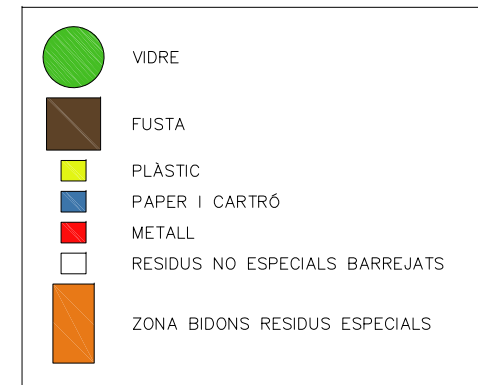 VIDRE
FUSTA
PLÀSTIC
PAPER I CARTRÓ
METALL
RESIDUS NO ESPECIALS BARREJATS
ZONA BIDONS RESIDUS ESPECIALS